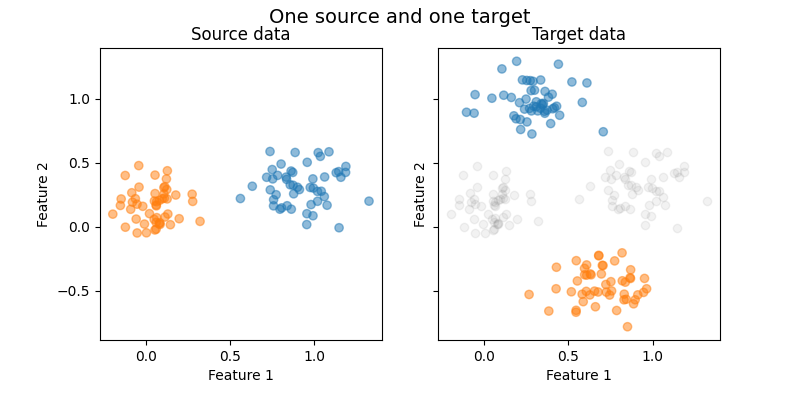 One source and one target
Source data
Target data
Feature 2
1.0
0.5
0.0
−0.5
0.0 0.5 1.0
Feature 1
Feature 2
0.0 0.5 1.0
Feature 1